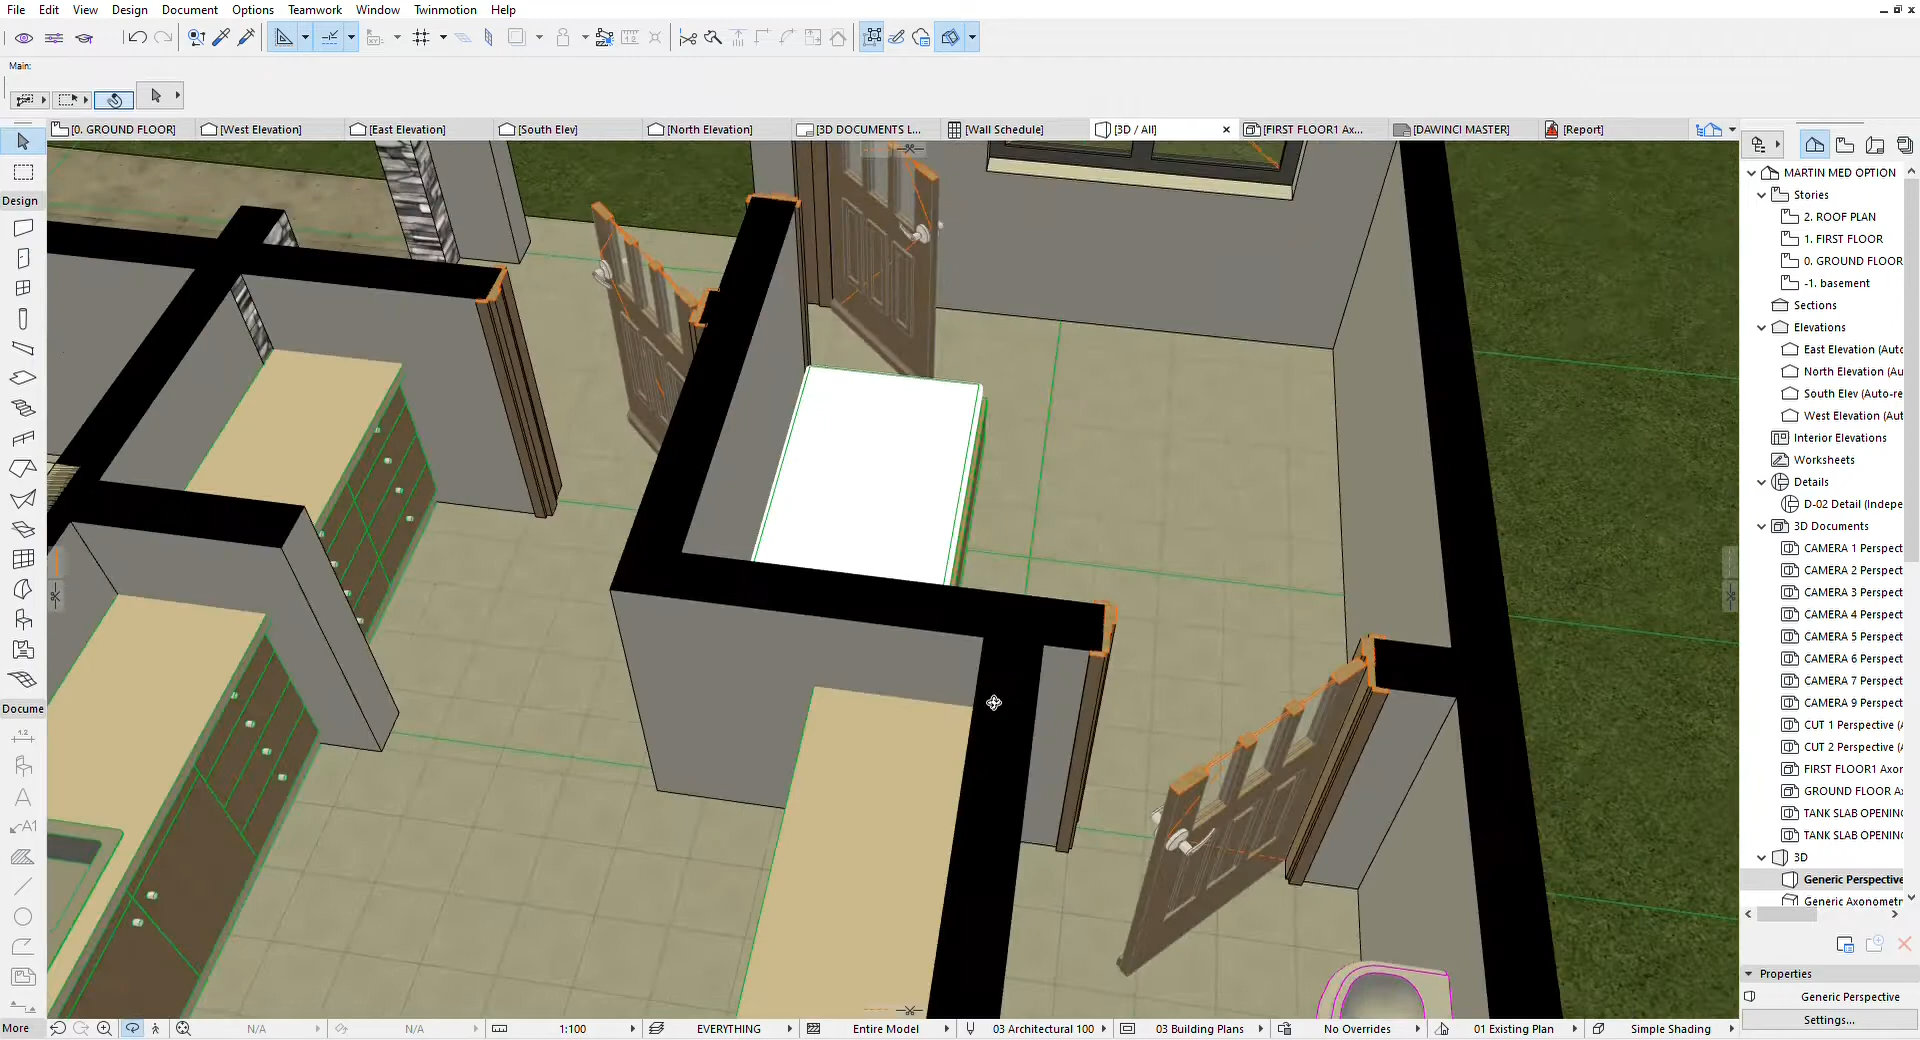 File Edit View Design Document Options Teamwork Window Twinmotion Help
Main:
[0. GROUND FLOOR] [West Elevation] [East Elevation] [South Elev] [North Elevation] [3D DOCUMENTS L... [Wall Schedule] [3D / All] [FIRST FLOOR1 Ax... [DAWINCI MASTER] [Report]
Design
Docume
1.2
A
A1
More
MARTIN MED OPTION
Stories
2. ROOF PLAN
1. FIRST FLOOR
0. GROUND FLOOR
-1. basement
Sections
Elevations
East Elevation (Auto
North Elevation (Au
South Elev (Auto-re
West Elevation (Aut
Interior Elevations
Worksheets
Details
D-02 Detail (Indepe
3D Documents
CAMERA 1 Perspect
CAMERA 2 Perspect
CAMERA 3 Perspect
CAMERA 4 Perspect
CAMERA 5 Perspect
CAMERA 6 Perspect
CAMERA 7 Perspect
CAMERA 9 Perspect
CUT 1 Perspective (A
CUT 2 Perspective (A
FIRST FLOOR1 Axor
GROUND FLOOR Ax
TANK SLAB OPENING
TANK SLAB OPENING
3D
Generic Perspective
Generic Axonometr
Properties
Generic Perspective
Settings...
N/A N/A 1:100 EVERYTHING Entire Model 03 Architectural 100 03 Building Plans No Overrides 01 Existing Plan Simple Shading